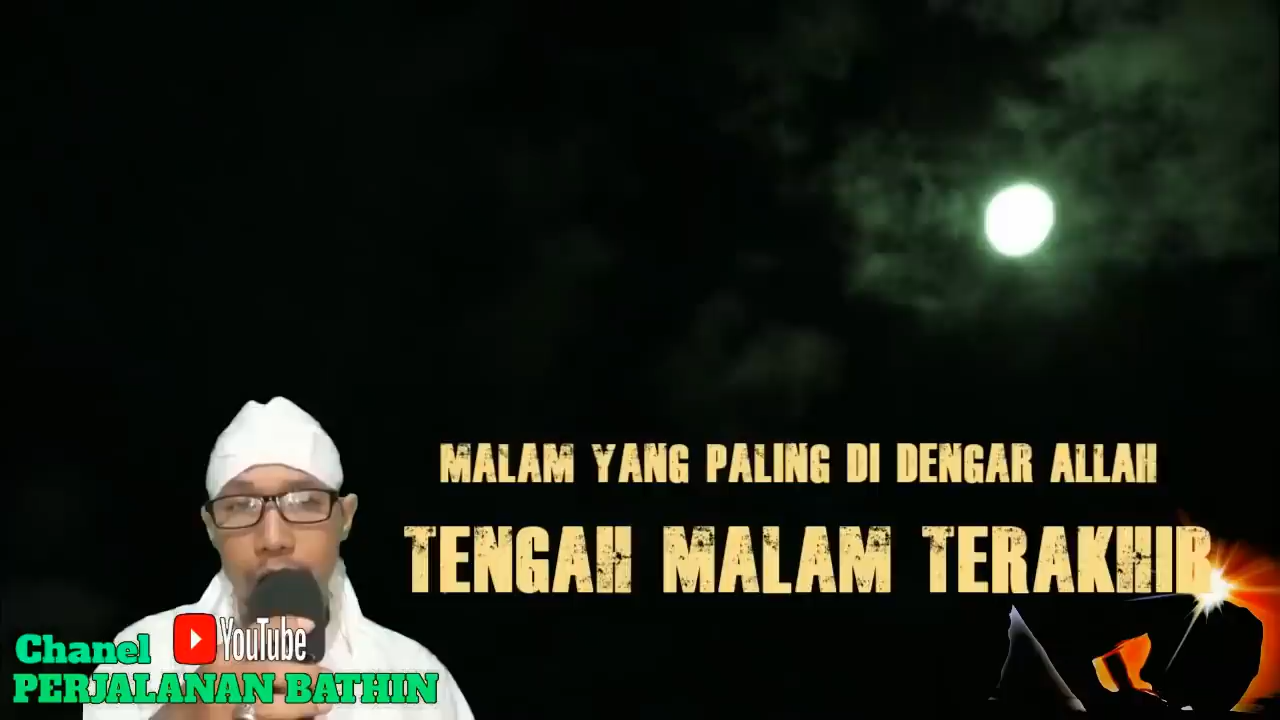 MALAM YANG PALING DI DENGAR ALLAH
TENGAH MALAM TERAKHIR
Chanel YouTube
PERJALANAN BATHIN